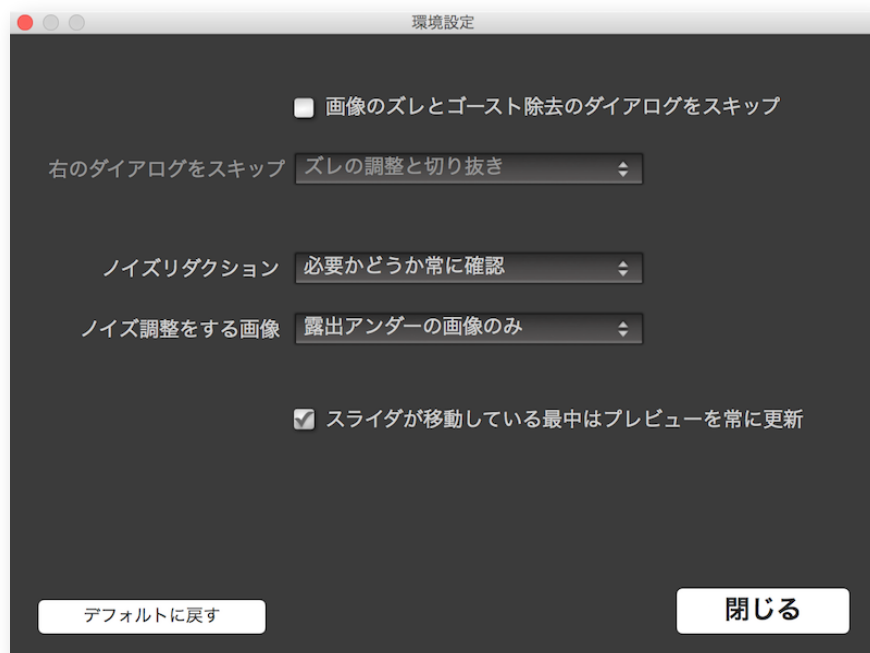 環境設定
画像のズレとゴースト除去のダイアログをスキップ
右のダイアログをスキップ ズレの調整と切り抜き
ノイズリダクション 必要かどうか常に確認
ノイズ調整をする画像 露出アンダーの画像のみ
スライダが移動している最中はプレビューを常に更新
デフォルトに戻す 閉じる